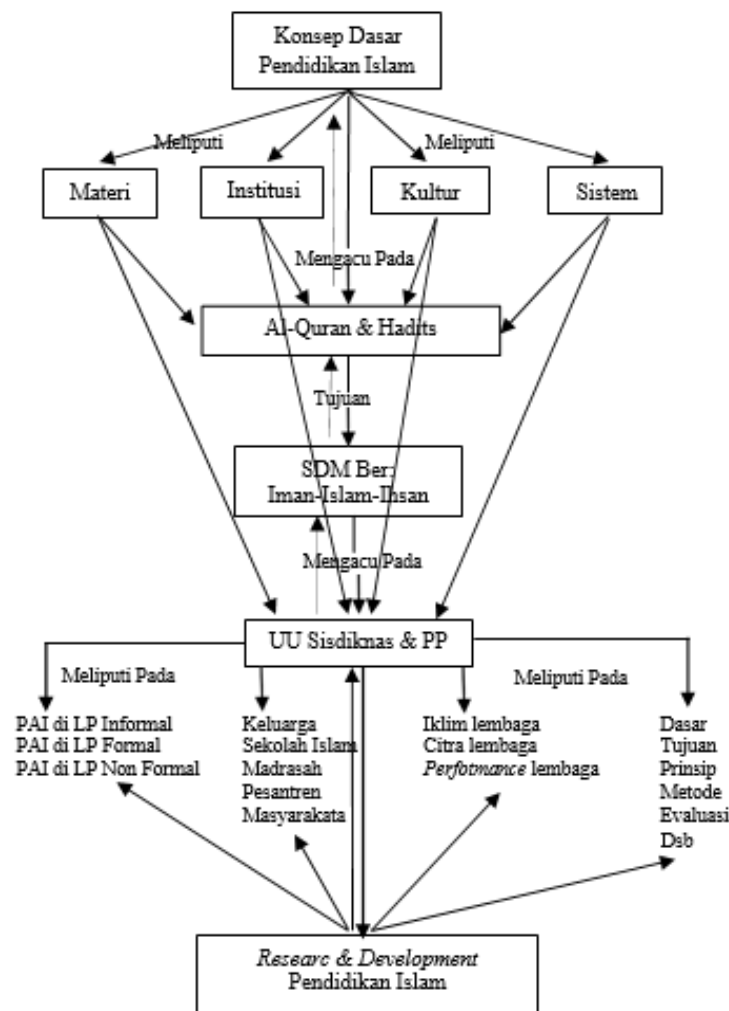 Konsep Dasar
Pendidikan Islam
Meliputi
Meliputi
Materi
Institusi
Kultur
Sistem
Mengacu Pada
Al-Quran & Hadits
Tujuan
SDM Ber:
Iman-Islam-Ihsan
Mengacu Pada
UU Sisdiknas & PP
Meliputi Pada
Meliputi Pada
PAI di LP Informal
PAI di LP Formal
PAI di LP Non Formal
Keluarga
Sekolah Islam
Madrasah
Pesantren
Masyarakata
Iklim lembaga
Citra lembaga
Perfotmance lembaga
Dasar
Tujuan
Prinsip
Metode
Evaluasi
Dsb
Researc & Development
Pendidikan Islam